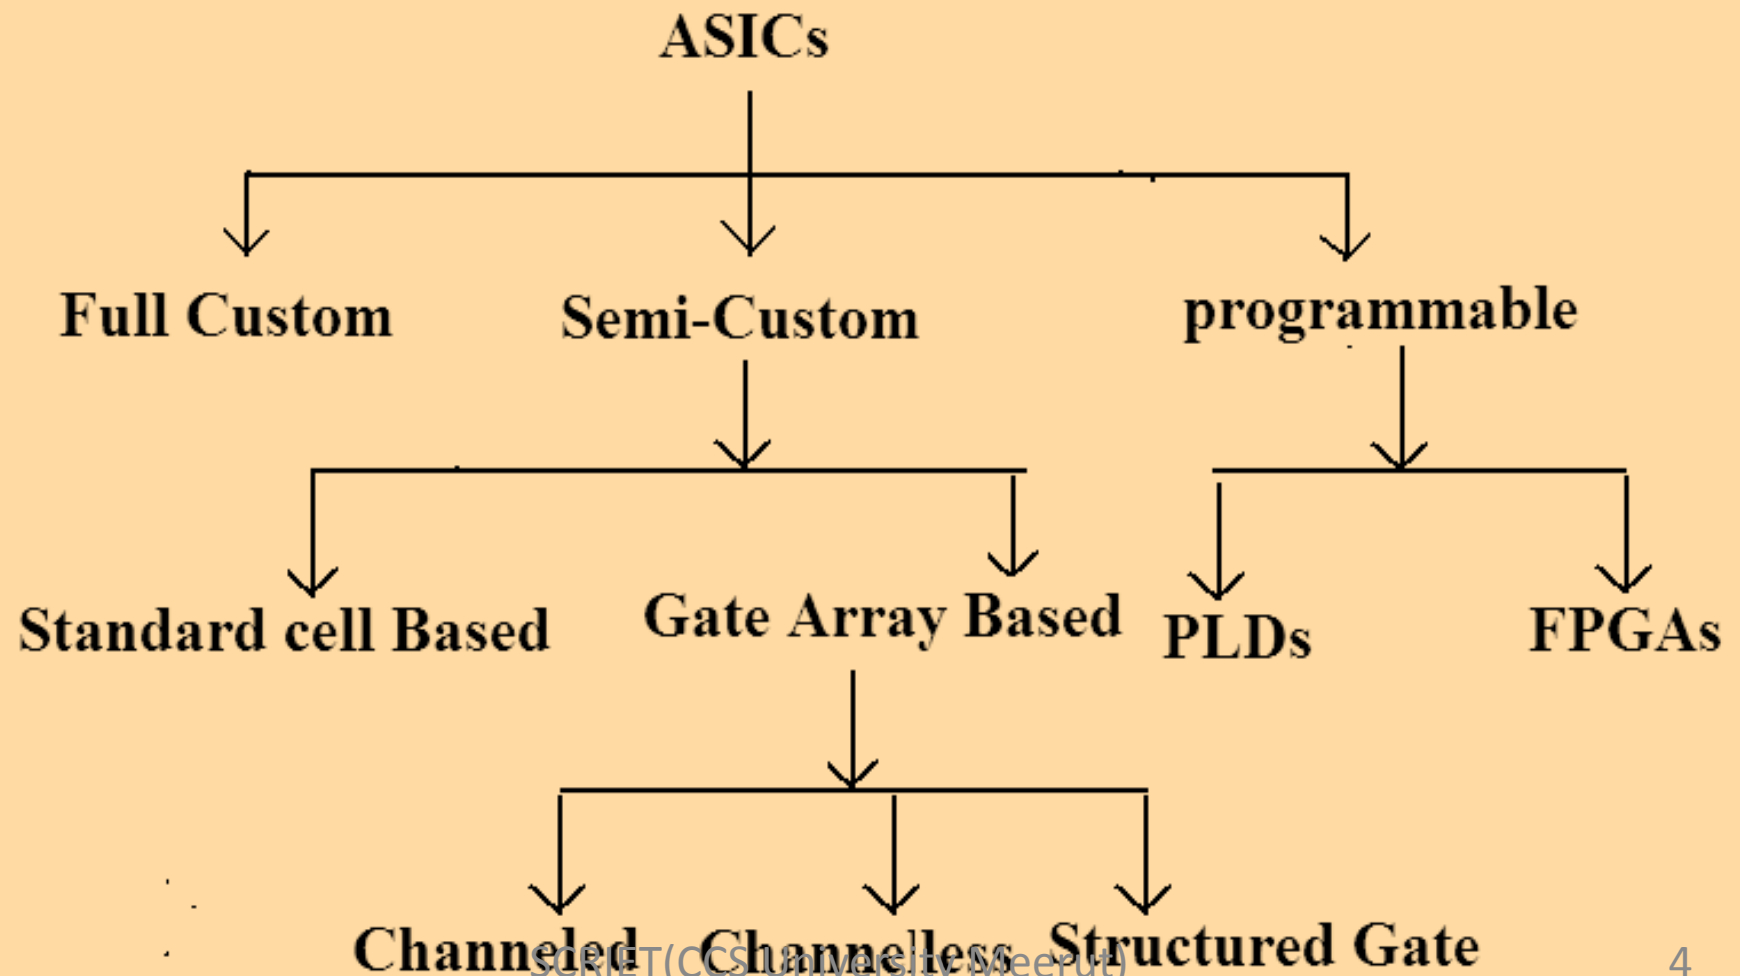 ASICs
Full Custom
Semi-Custom
programmable
Standard cell Based
Gate Array Based
PLDs
FPGAs
Channeled
Channelless
Structured Gate
SCRIET(CCS University Meerut)
4